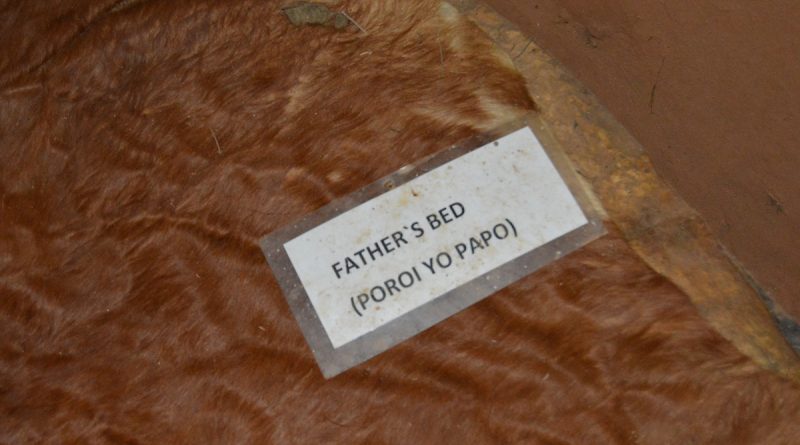 FATHER`S BED
(POROI YO PAPO)